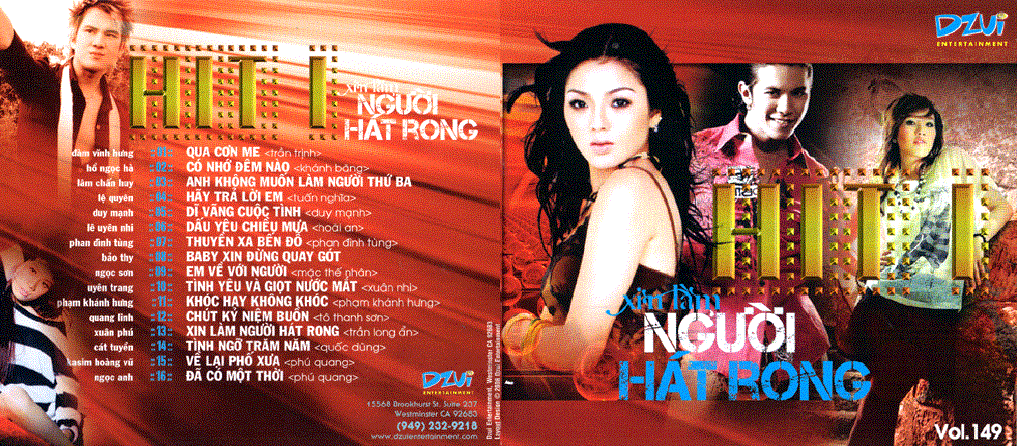 HIT 1
xin làm
NGƯỜI
HÁT RONG
đàm vĩnh hưng 01 QUA CƠN MÊ <trần trịnh>
hồ ngọc hà 02 CÓ NHỚ ĐÊM NÀO <khánh băng>
lâm chấn huy 03 ANH KHÔNG MUỐN LÀM NGƯỜI THỨ BA
lệ quyên 04 HÃY TRẢ LỜI EM <tuấn nghĩa>
duy mạnh 05 DĨ VÃNG CUỘC TÌNH <duy mạnh>
lê uyên nhi 06 DẤU YÊU CHIỀU MƯA <hoài an>
phan đinh tùng 07 THUYỀN XA BẾN ĐỖ <phan đinh tùng>
bảo thy 08 BABY XIN ĐỪNG QUAY GÓT
ngọc sơn 09 EM VỀ VỚI NGƯỜI <mặc thế nhân>
uyên trang 10 TÌNH YÊU VÀ GIỌT NƯỚC MẮT <xuân nhi>
phạm khánh hưng 11 KHÓC HAY KHÔNG KHÓC <phạm khánh hưng>
quang linh 12 CHÚT KỶ NIỆM BUỒN <tô thanh sơn>
xuân phú 13 XIN LÀM NGƯỜI HÁT RONG <trần long ẩn>
cát tuyền 14 TÌNH NGỠ TRĂM NĂM <quốc dũng>
kasim hoàng vũ 15 VỀ LẠI PHỐ XƯA <phú quang>
ngọc anh 16 ĐÃ CÓ MỘT THỜI <phú quang>
DZUI
ENTERTAINMENT
15568 Brookhurst St. Suite 237
Westminster CA 92683
(949) 232-9218
www.dzuientertainment.com
Dzui Entertainment, Westminster CA 92683
DZUI
ENTERTAINMENT
HIT 1
xin làm
NGƯỜI
HÁT RONG
Vol.149